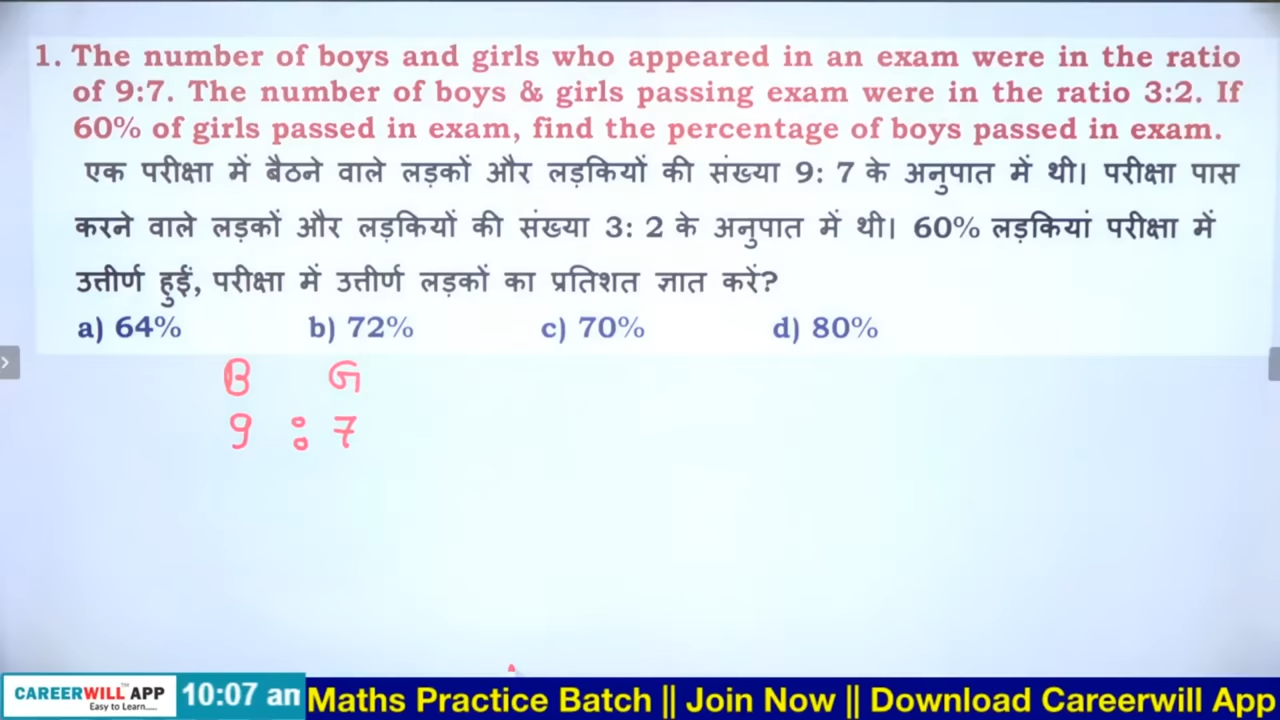 1. The number of boys and girls who appeared in an exam were in the ratio
of 9:7. The number of boys & girls passing exam were in the ratio 3:2. If
60% of girls passed in exam, find the percentage of boys passed in exam.
एक परीक्षा में बैठने वाले लड़कों और लड़कियों की संख्या 9: 7 के अनुपात में थी। परीक्षा पास
करने वाले लड़कों और लड़कियों की संख्या 3: 2 के अनुपात में थी। 60% लड़कियां परीक्षा में
उत्तीर्ण हुईं, परीक्षा में उत्तीर्ण लड़कों का प्रतिशत ज्ञात करें?
a) 64% b) 72% c) 70% d) 80%
B G
9 : 7
CAREERWILL APP
Easy to Learn.....
10:07 am
Maths Practice Batch || Join Now || Download Careerwill App